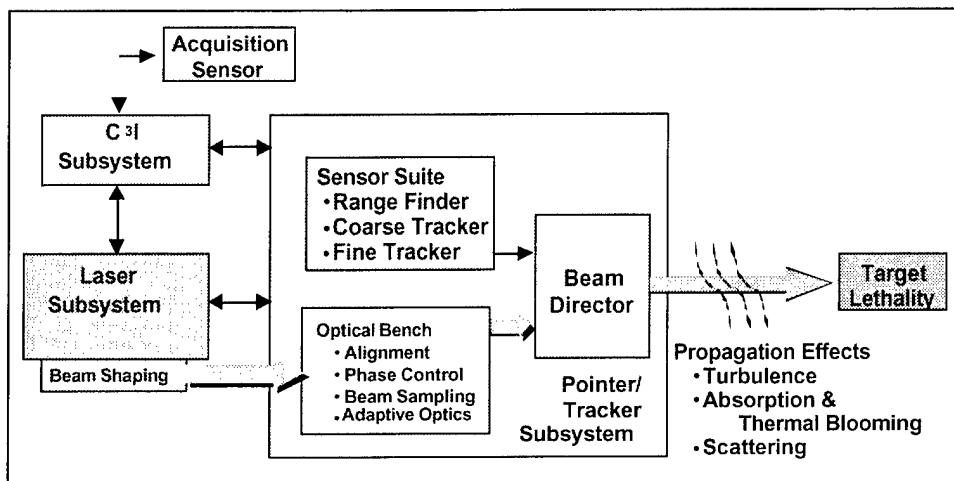 Acquisition
Sensor
C3I
Subsystem
Laser
Subsystem
Beam Shaping
Sensor Suite
•Range Finder
•Coarse Tracker
•Fine Tracker
Optical Bench
• Alignment
• Phase Control
• Beam Sampling
•Adaptive Optics
Beam
Director
Pointer/
Tracker
Subsystem
Target
Lethality
Propagation Effects
•Turbulence
•Absorption &
Thermal Blooming
•Scattering